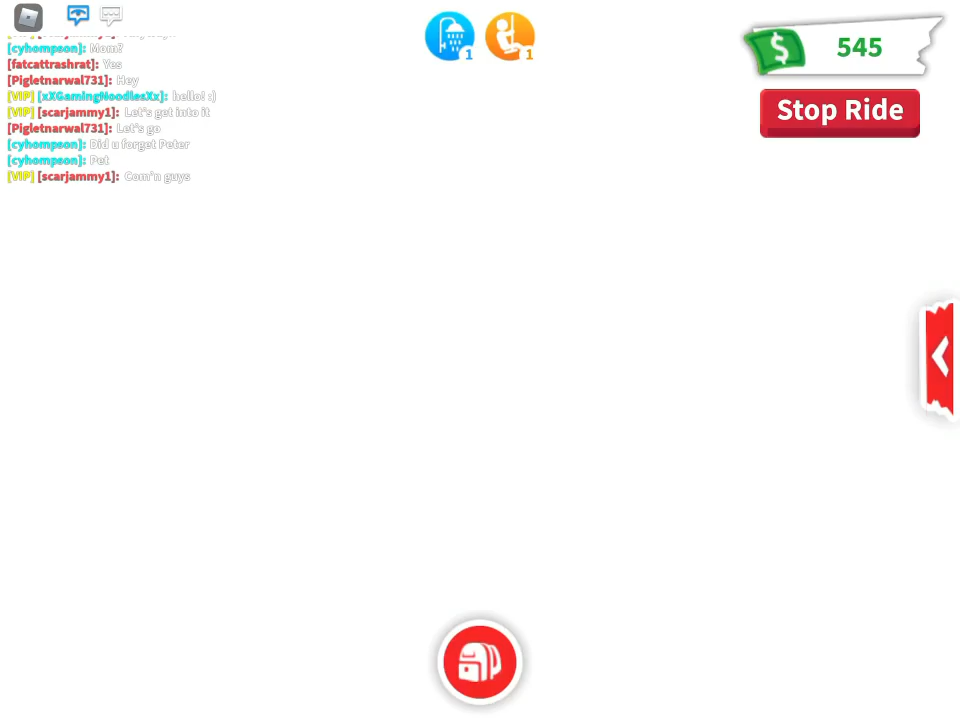 [cyhompson]: Mom?
[fatcattrashrat]: Yes
[Pigletnarwal731]: Hey
[VIP] [xXGamingNoodlesXx]: hello! :)
[VIP] [scarjammy1]: Let's get into it
[Pigletnarwal731]: Let's go
[cyhompson]: Did u forget Peter
[cyhompson]: Pet
[VIP] [scarjammy1]: Com'n guys
1
1
$ 545
Stop Ride